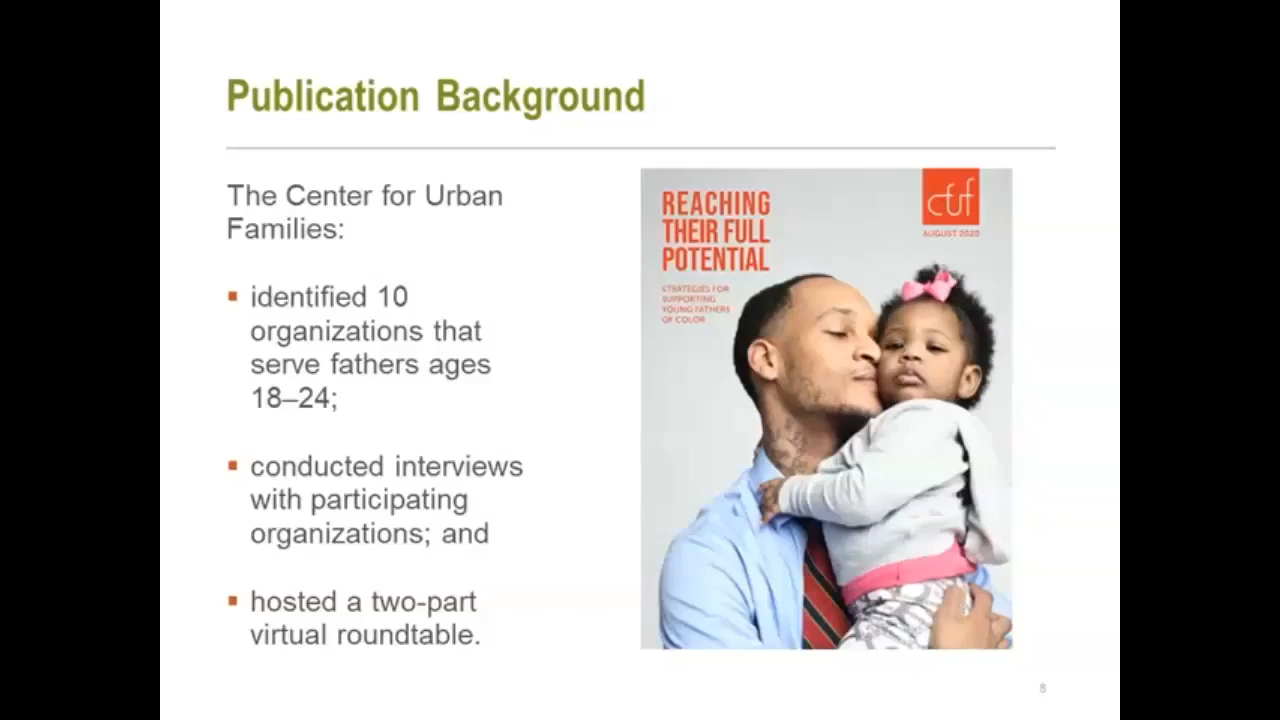 Publication Background
The Center for Urban
Families:
▪ identified 10
organizations that
serve fathers ages
18–24;
▪ conducted interviews
with participating
organizations; and
▪ hosted a two-part
virtual roundtable.
REACHING
THEIR FULL
POTENTIAL
STRATEGIES FOR
SUPPORTING
YOUNG FATHERS
OF COLOR
cfuf
AUGUST 2020
8